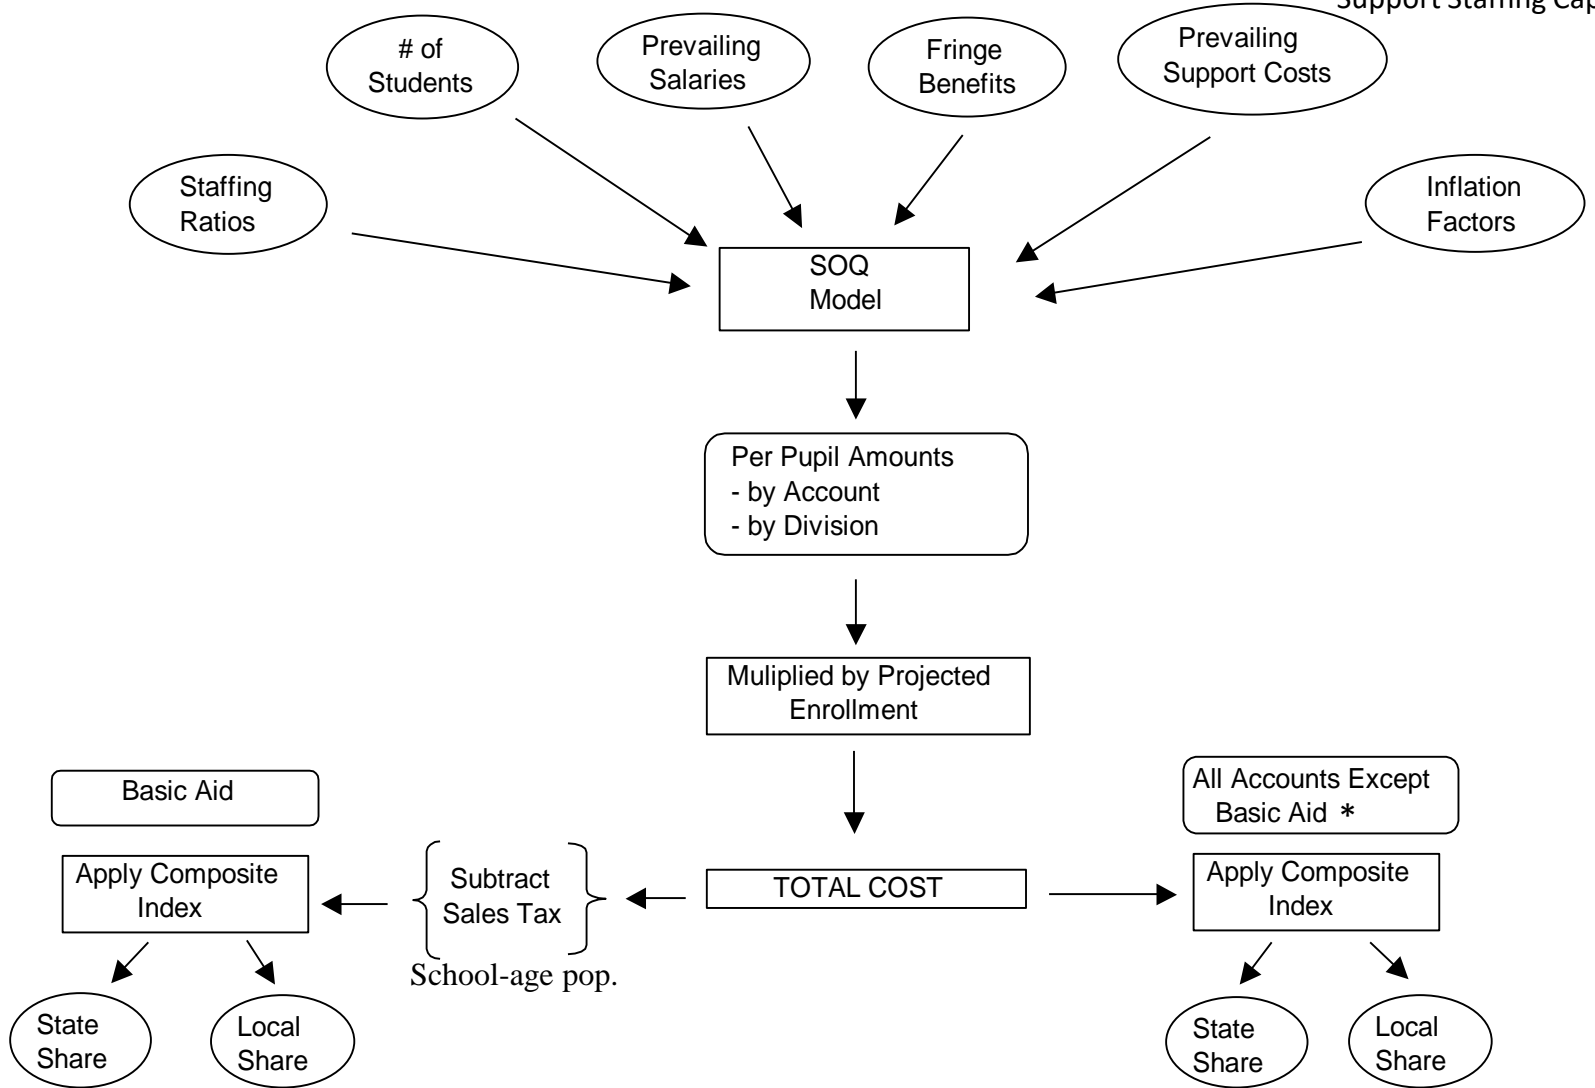 Support Staffing Cap
# of
Students
Prevailing
Salaries
Fringe
Benefits
Prevailing
Support Costs
Staffing
Ratios
Inflation
Factors
SOQ
Model
Per Pupil Amounts
- by Account
- by Division
Muliplied by Projected
Enrollment
Basic Aid
All Accounts Except
Basic Aid *
Apply Composite
Index
Subtract
Sales Tax
School-age pop.
TOTAL COST
Apply Composite
Index
State
Share
Local
Share
State
Share
Local
Share